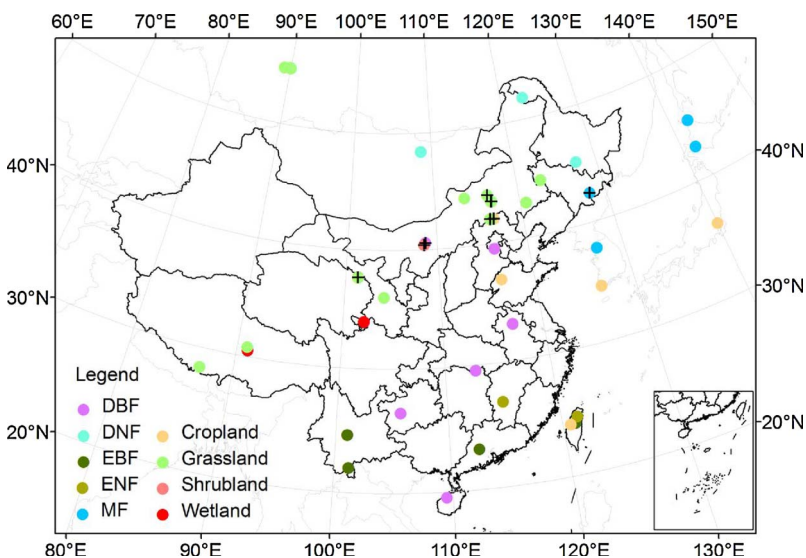 60°E 70°E 80°E 90°E 100°E 110°E 120°E 130°E 140°E 150°E
40°N 40°N
30°N 30°N
20°N 20°N
Legend
DBF
DNF Cropland
EBF Grassland
ENF Shrubland
MF Wetland
80°E 90°E 100°E 110°E 120°E 130°E